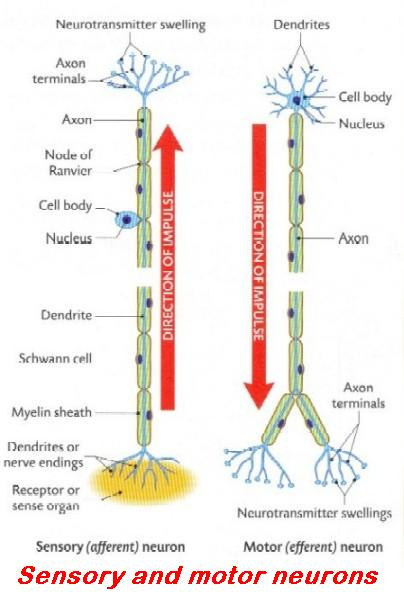 Neurotransmitter swelling
Axon
terminals
Axon
Node of
Ranvier
Cell body
Nucleus
Dendrite
Schwann cell
Myelin sheath
Dendrites or
nerve endings
Receptor or
sense organ
DIRECTION OF IMPULSE
Sensory (afferent) neuron
Dendrites
Cell body
Nucleus
Axon
DIRECTION OF IMPULSE
Axon
terminals
Neurotransmitter swellings
Motor (efferent) neuron
Sensory and motor neurons